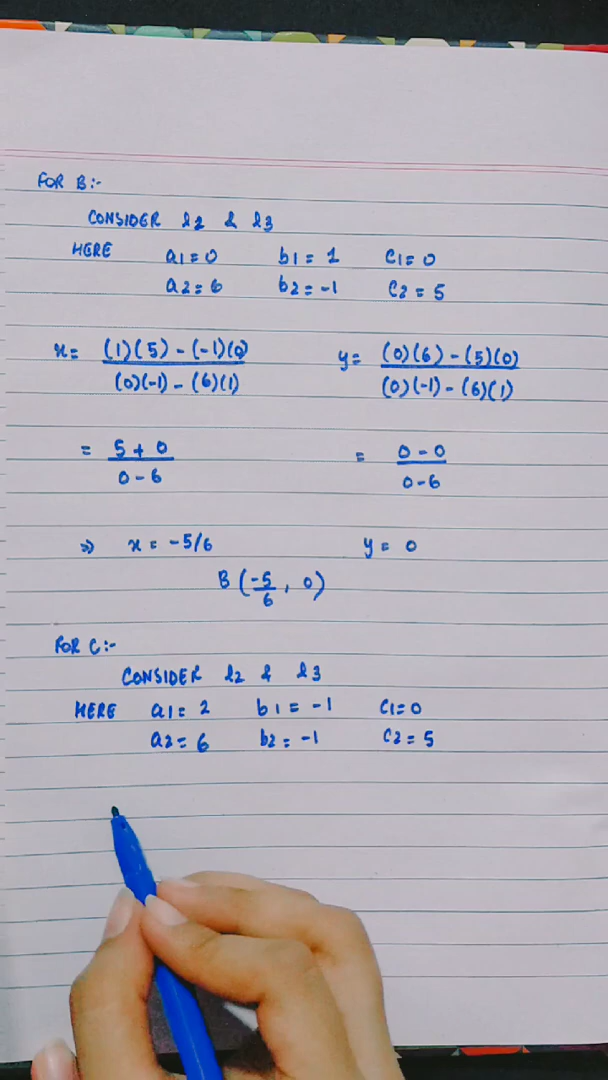 FOR B:-
CONSIDER l2 & l3
HERE a1=0 b1=1 c1=0
a2=6 b2=-1 c2=5
x= (1)(5)-(-1)(0) / (0)(-1)-(6)(1) y= (0)(6)-(5)(0) / (0)(-1)-(6)(1)
= 5+0 / 0-6 = 0-0 / 0-6
⇒ x = -5/6 y = 0
B (-5/6, 0)
FOR C:-
CONSIDER l2 & l3
HERE a1=2 b1=-1 c1=0
a2=6 b2=-1 c2=5